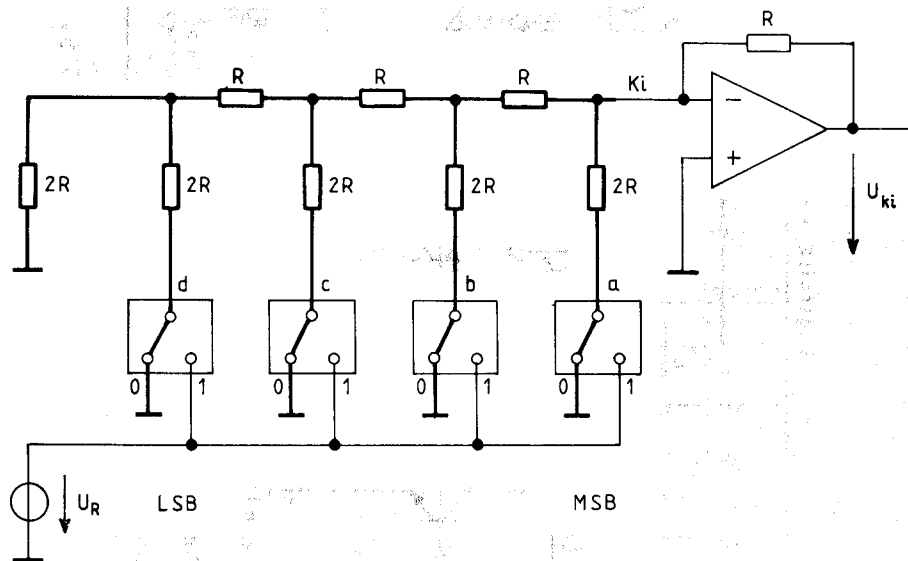 R
R R R Ki
2R 2R 2R 2R 2R
− +
U_ki
d c b a
0 1 0 1 0 1 0 1
U_R LSB MSB